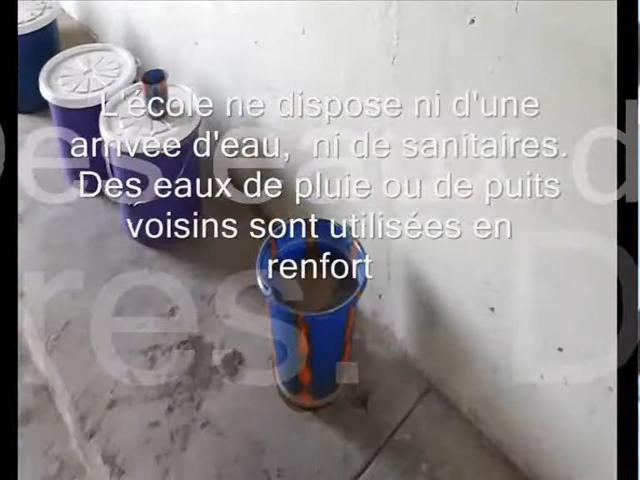 L'école ne dispose ni d'une
arrivée d'eau, ni de sanitaires.
Des eaux de pluie ou de puits
voisins sont utilisées en
renfort